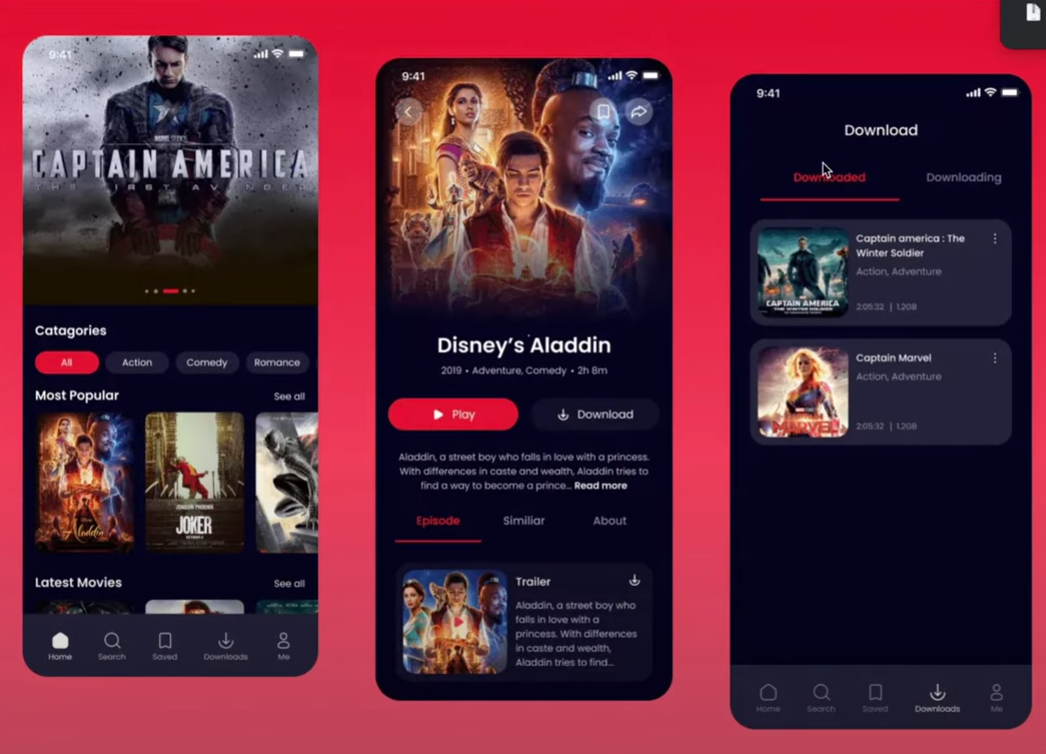 9:41
MARVEL STUDIOS
CAPTAIN AMERICA
THE FIRST AVENGER
Catagories
All
Action
Comedy
Romance
Most Popular
See all
Aladdin
JOAQUIN PHOENIX
JOKER
Latest Movies
See all
Home
Search
Saved
Downloads
Me
9:41
Disney's Aladdin
2019 • Adventure, Comedy • 2h 8m
Play
Download
Aladdin, a street boy who falls in love with a princess.
With differences in caste and wealth, Aladdin tries to
find a way to become a prince... Read more
Episode
Similiar
About
Trailer
Aladdin, a street boy who
falls in love with a
princess. With differences
in caste and wealth,
Aladdin tries to find...
9:41
Download
Downloaded
Downloading
CAPTAIN AMERICA
THE WINTER SOLDIER
Captain america : The
Winter Soldier
Action, Adventure
2:05:32 | 1.2GB
MARVEL
Captain Marvel
Action, Adventure
2:05:32 | 1.2GB
Home
Search
Saved
Downloads
Me